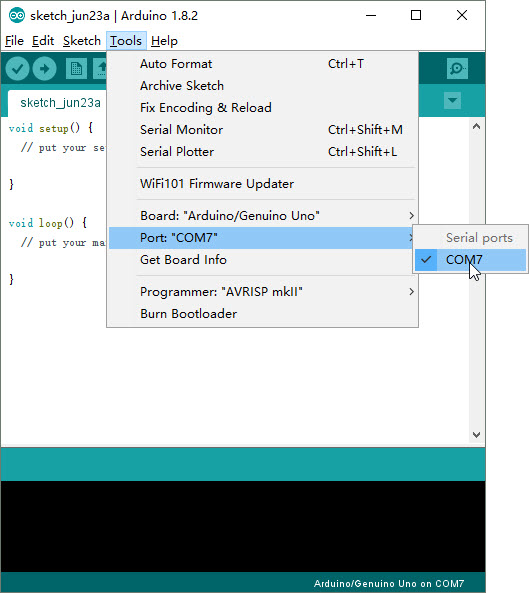 sketch_jun23a | Arduino 1.8.2
File Edit Sketch Tools Help
sketch_jun23a
Auto Format Ctrl+T
Archive Sketch
Fix Encoding & Reload
Serial Monitor Ctrl+Shift+M
Serial Plotter Ctrl+Shift+L
WiFi101 Firmware Updater
Board: "Arduino/Genuino Uno"
Port: "COM7"
Get Board Info
Programmer: "AVRISP mkII"
Burn Bootloader
Serial ports
COM7
void setup() {
// put your se
}
void loop() {
// put your ma
}
Arduino/Genuino Uno on COM7